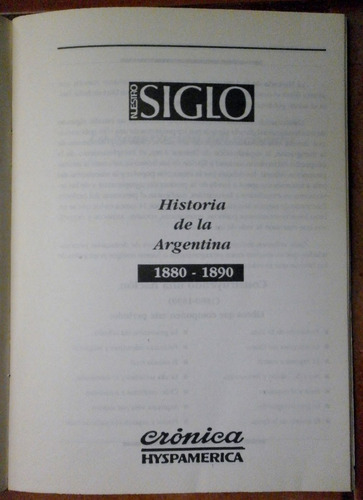 NUESTRO
SIGLO
Historia
de la
Argentina
1880 - 1890
crónica
HYSPAMERICA